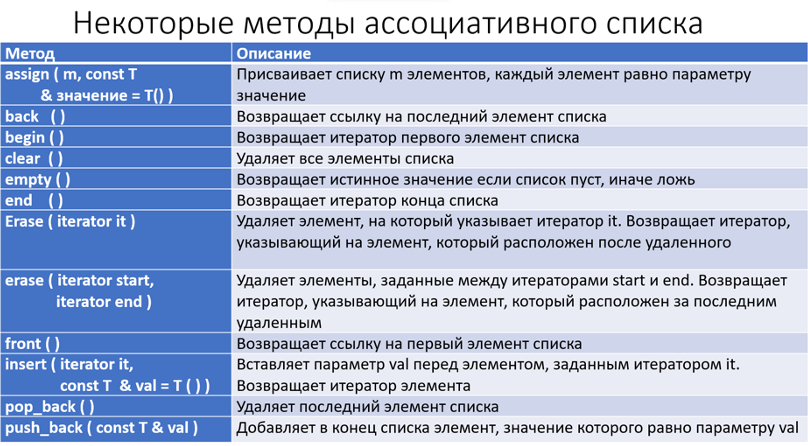 Некоторые методы ассоциативного списка
Метод Описание
assign ( m, const T Присваивает списку m элементов, каждый элемент равно параметру
& значение = T() ) значение
back ( ) Возвращает ссылку на последний элемент списка
begin ( ) Возвращает итератор первого элемент списка
clear ( ) Удаляет все элементы списка
empty ( ) Возвращает истинное значение если список пуст, иначе ложь
end ( ) Возвращает итератор конца списка
Erase ( iterator it ) Удаляет элемент, на который указывает итератор it. Возвращает итератор,
указывающий на элемент, который расположен после удаленного
erase ( iterator start, Удаляет элементы, заданные между итераторами start и end. Возвращает
iterator end ) итератор, указывающий на элемент, который расположен за последним
удаленным
front ( ) Возвращает ссылку на первый элемент списка
insert ( iterator it, Вставляет параметр val перед элементом, заданным итератором it.
const T & val = T ( ) ) Возвращает итератор элемента
pop_back ( ) Удаляет последний элемент списка
push_back ( const T & val ) Добавляет в конец списка элемент, значение которого равно параметру val